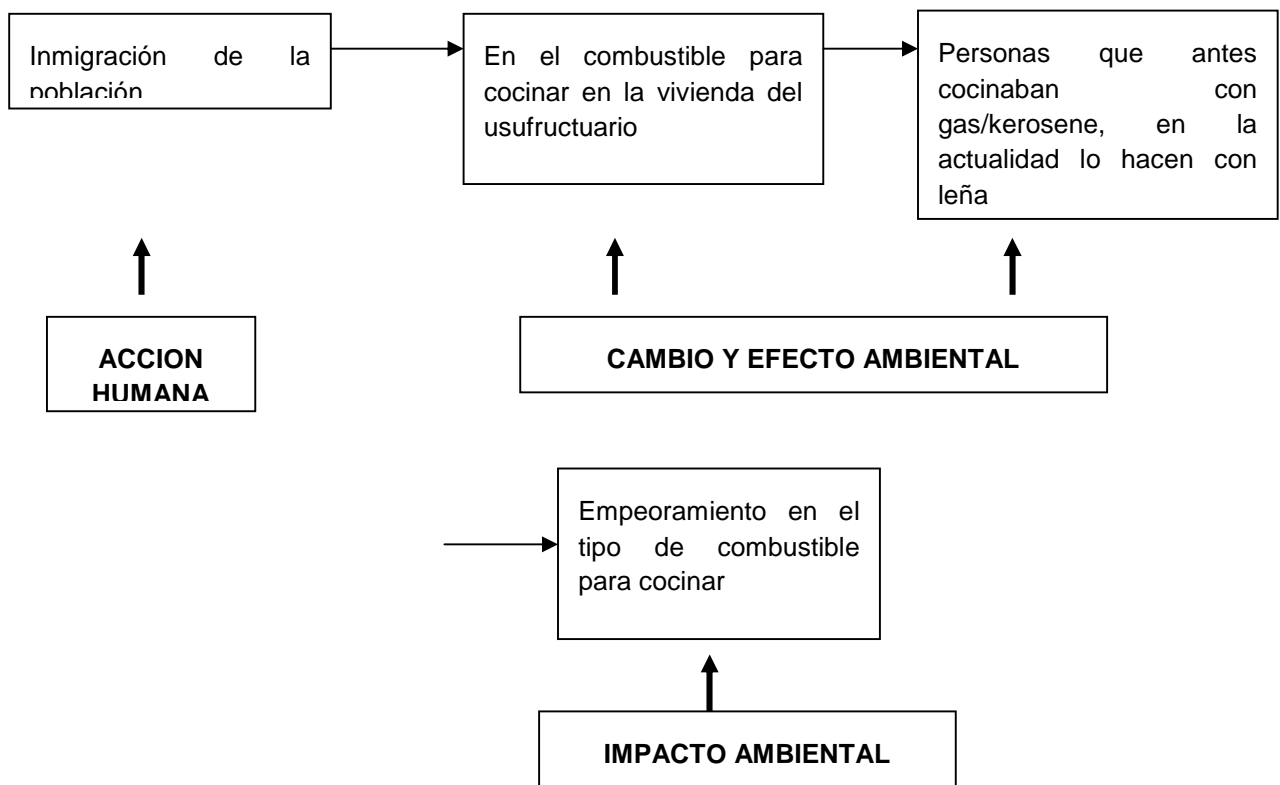 Inmigración de la
población
En el combustible para
cocinar en la vivienda del
usufructuario
Personas que antes
cocinaban con
gas/kerosene, en la
actualidad lo hacen con
leña
ACCION
HUMANA
CAMBIO Y EFECTO AMBIENTAL
Empeoramiento en el
tipo de combustible
para cocinar
IMPACTO AMBIENTAL